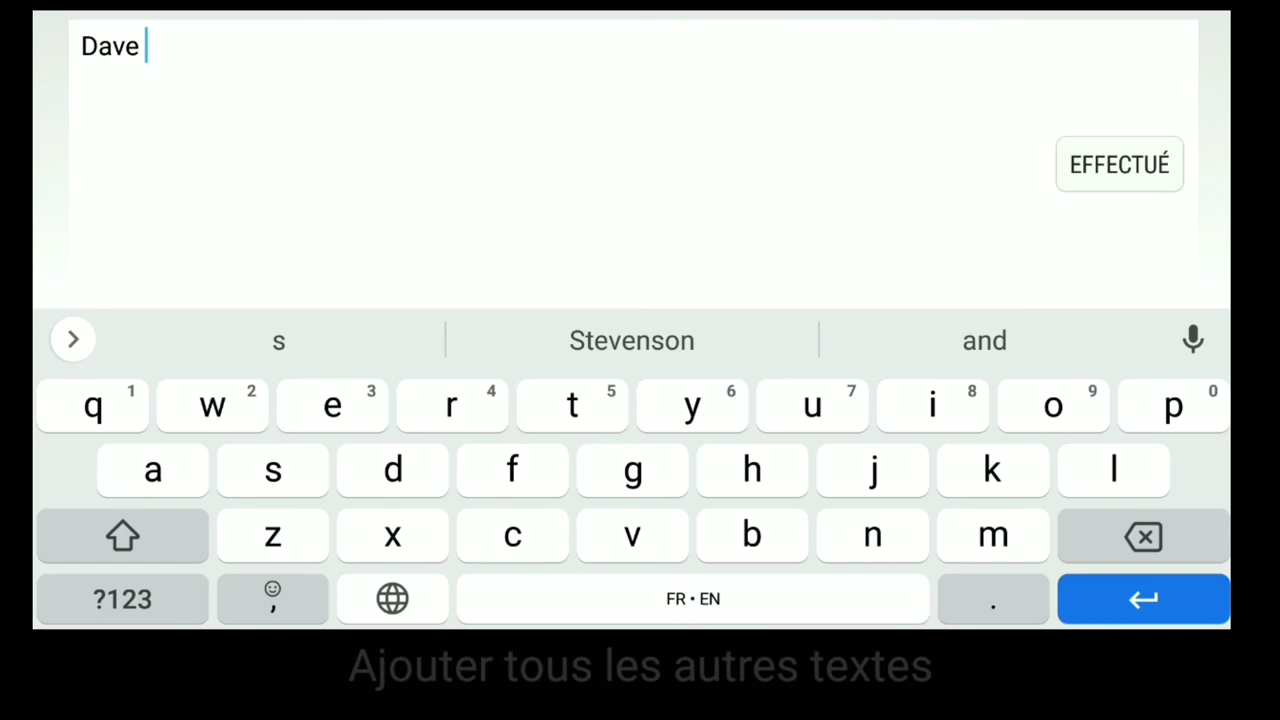 Dave
EFFECTUÉ
s Stevenson and
q 1 w 2 e 3 r 4 t 5 y 6 u 7 i 8 o 9 p 0
a s d f g h j k l
z x c v b n m
?123 , FR • EN .
Ajouter tous les autres textes